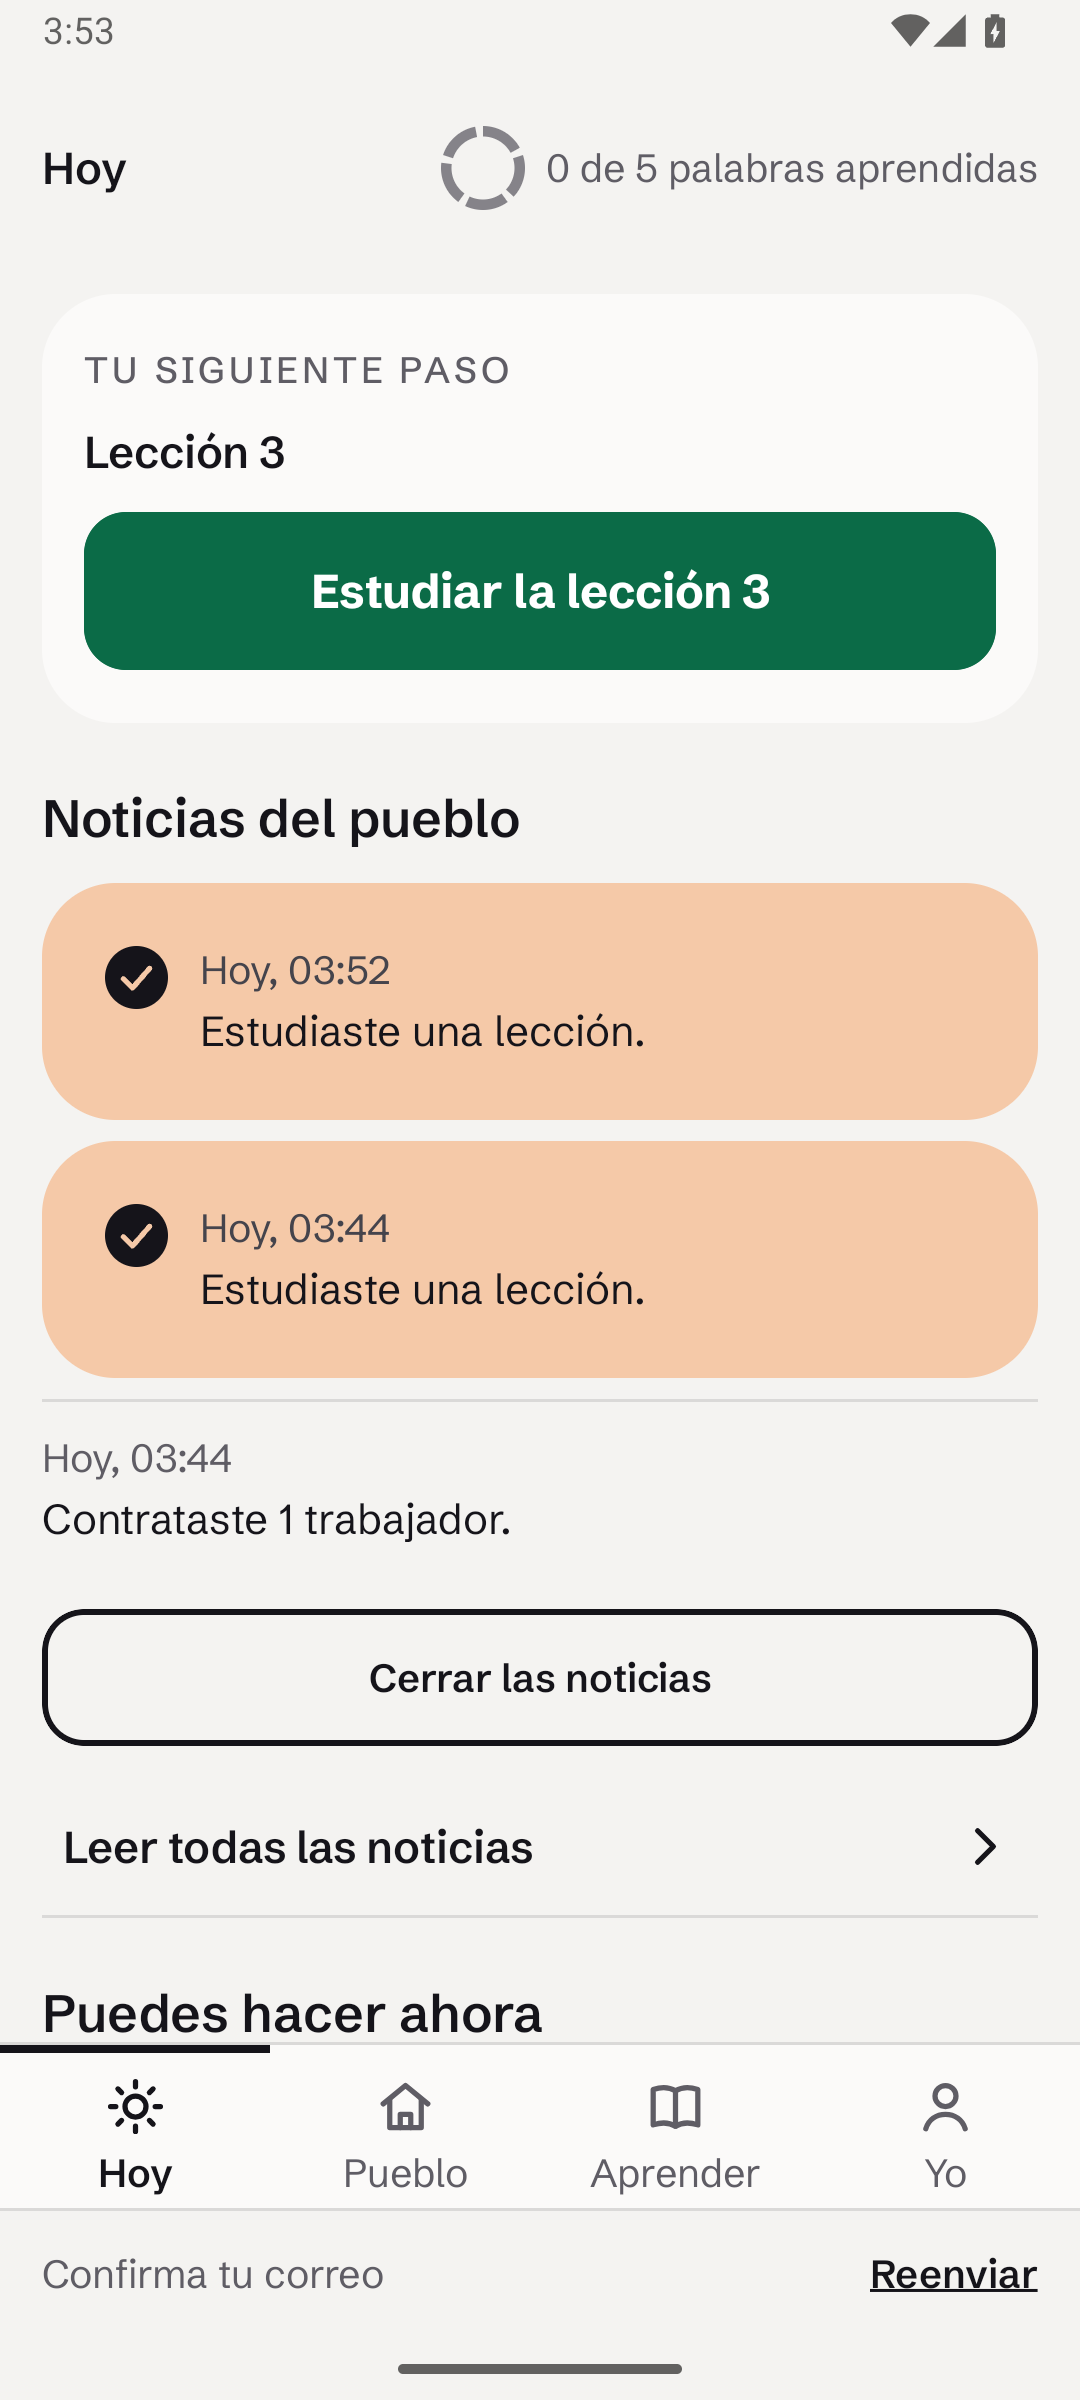 3:53
Hoy
0 de 5 palabras aprendidas
TU SIGUIENTE PASO
Lección 3
Estudiar la lección 3
Noticias del pueblo
Hoy, 03:52
Estudiaste una lección.
Hoy, 03:44
Estudiaste una lección.
Hoy, 03:44
Contrataste 1 trabajador.
Cerrar las noticias
Leer todas las noticias
Puedes hacer ahora
Hoy
Pueblo
Aprender
Yo
Confirma tu correo
Reenviar